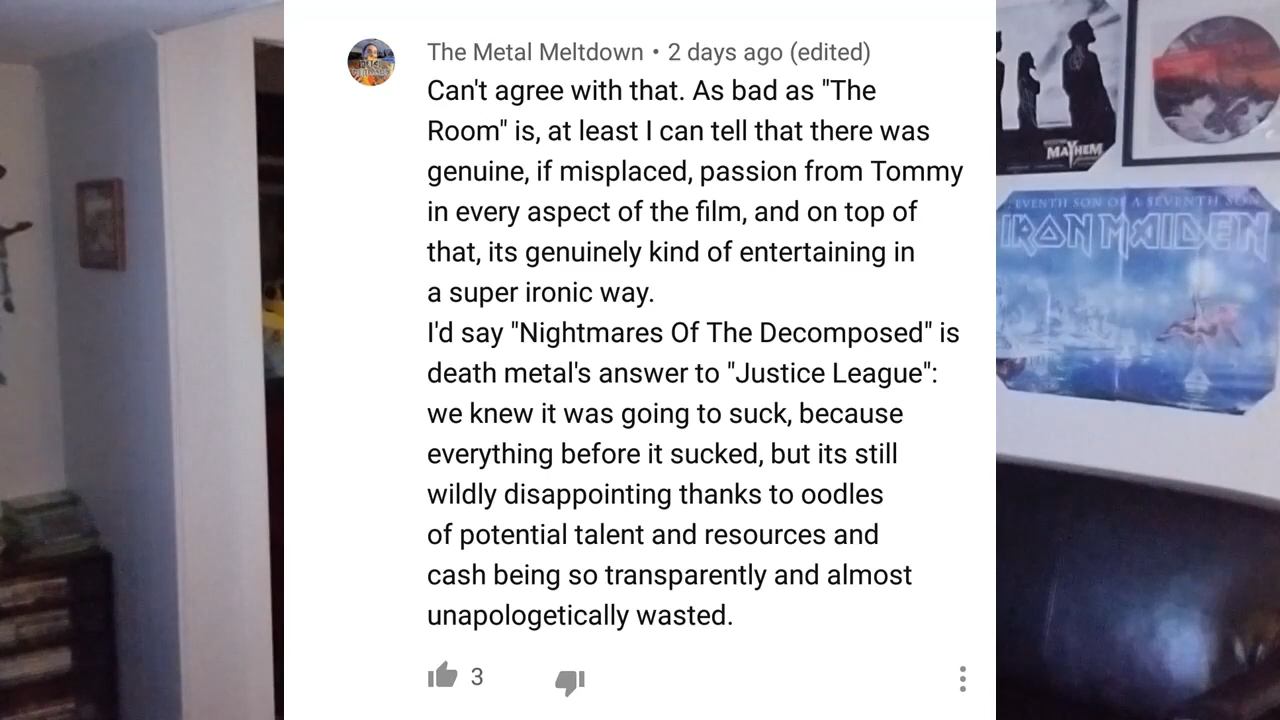 The Metal Meltdown • 2 days ago (edited)
Can't agree with that. As bad as "The
Room" is, at least I can tell that there was
genuine, if misplaced, passion from Tommy
in every aspect of the film, and on top of
that, its genuinely kind of entertaining in
a super ironic way.
I'd say "Nightmares Of The Decomposed" is
death metal's answer to "Justice League":
we knew it was going to suck, because
everything before it sucked, but its still
wildly disappointing thanks to oodles
of potential talent and resources and
cash being so transparently and almost
unapologetically wasted.
3
MAYHEM
EVENTH SON OF A SEVENTH SON
IRON MAIDEN